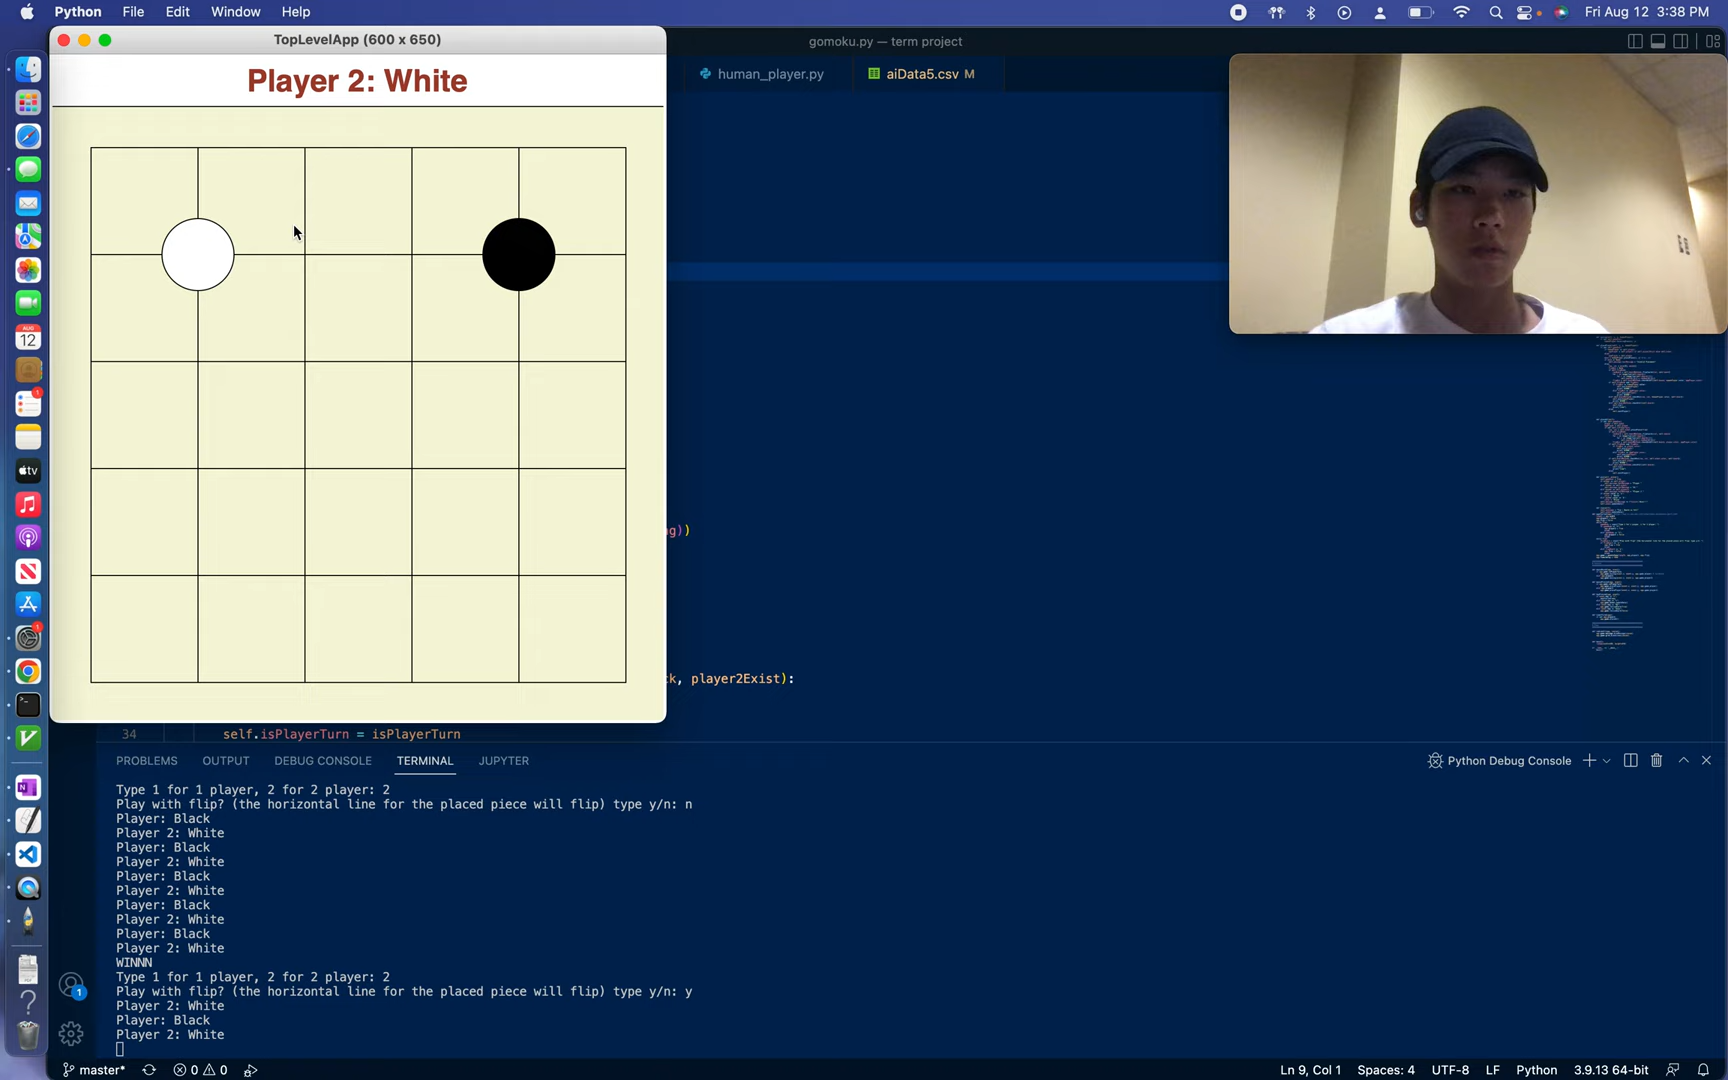 Python File Edit View Window Help
Fri Aug 12 3:38 PM
TopLevelApp (600 x 650)
gomoku.py — term project
Player 2: White
human_player.py
aiData5.csv M
AUG
12
1
tv
1
g))
k, player2Exist):
34 self.isPlayerTurn = isPlayerTurn
PROBLEMS OUTPUT DEBUG CONSOLE TERMINAL JUPYTER
Python Debug Console
Type 1 for 1 player, 2 for 2 player: 2
Play with flip? (the horizontal line for the placed piece will flip) type y/n: n
Player: Black
Player 2: White
Player: Black
Player 2: White
Player: Black
Player 2: White
Player: Black
Player 2: White
Player: Black
Player 2: White
WINNN
Type 1 for 1 player, 2 for 2 player: 2
Play with flip? (the horizontal line for the placed piece will flip) type y/n: y
Player 2: White
Player: Black
Player 2: White
1
master* 0 0
Ln 9, Col 1 Spaces: 4 UTF-8 LF Python 3.9.13 64-bit